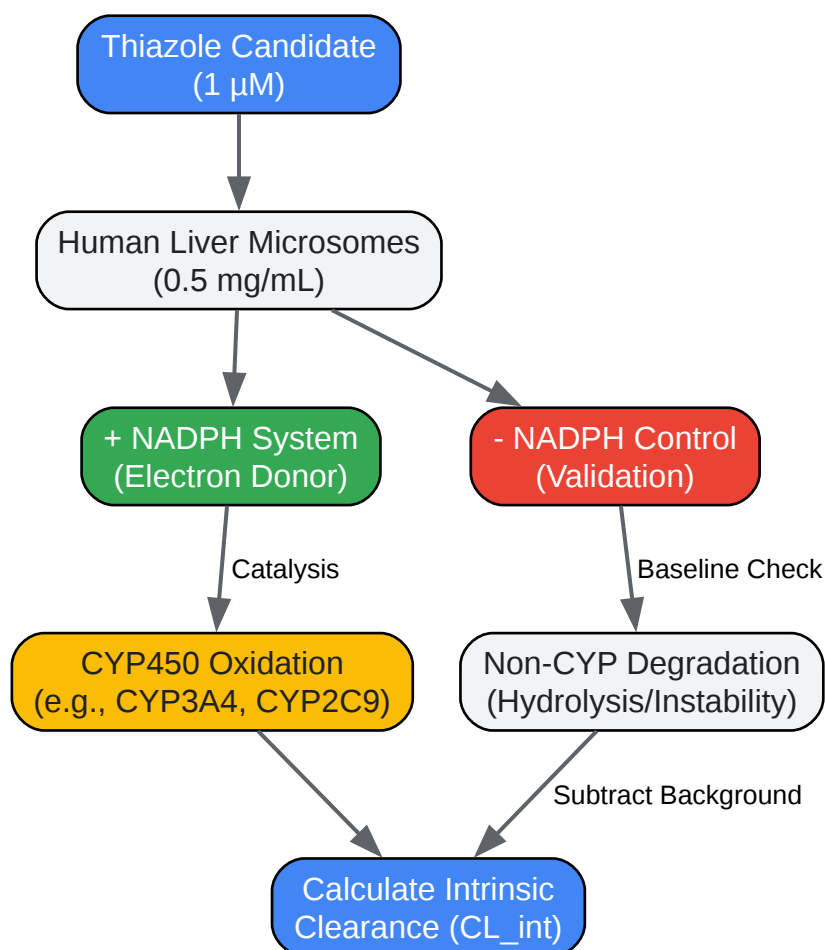 Thiazole Candidate
(1 µM)
Human Liver Microsomes
(0.5 mg/mL)
+ NADPH System
(Electron Donor)
- NADPH Control
(Validation)
Catalysis
Baseline Check
CYP450 Oxidation
(e.g., CYP3A4, CYP2C9)
Non-CYP Degradation
(Hydrolysis/Instability)
Subtract Background
Calculate Intrinsic
Clearance (CL_int)